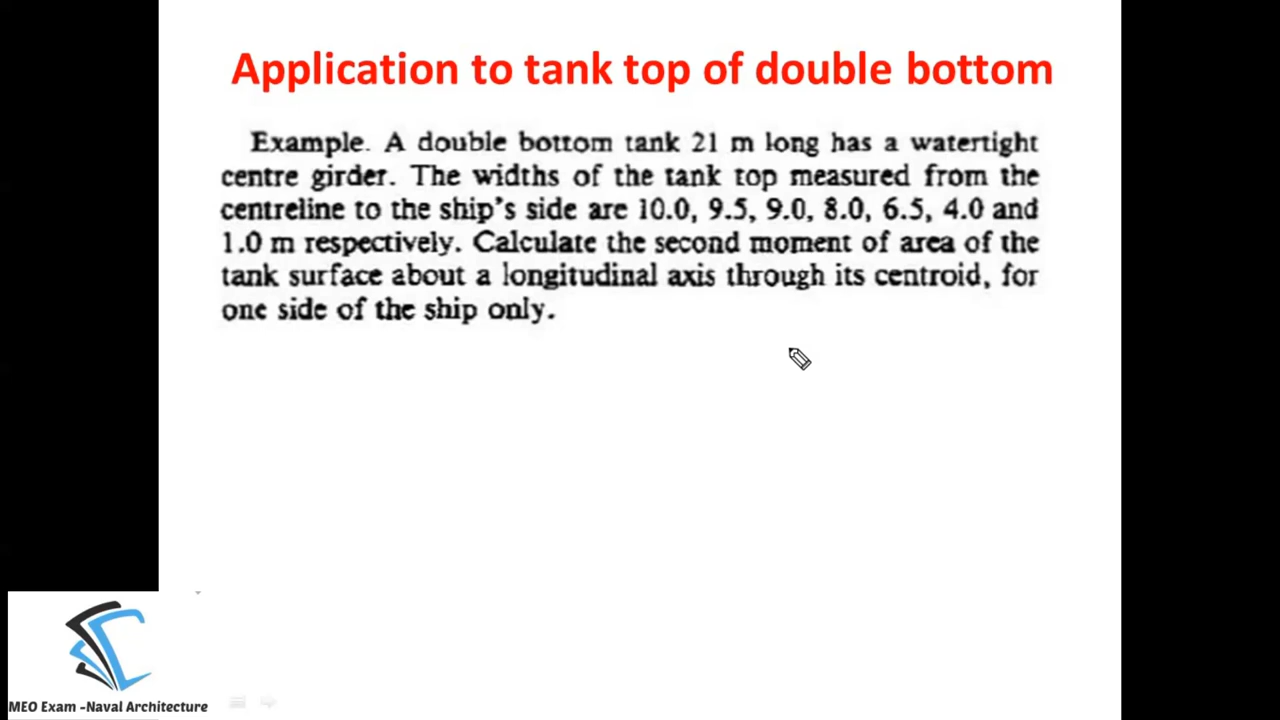 Application to tank top of double bottom
Example. A double bottom tank 21 m long has a watertight
centre girder. The widths of the tank top measured from the
centreline to the ship's side are 10.0, 9.5, 9.0, 8.0, 6.5, 4.0 and
1.0 m respectively. Calculate the second moment of area of the
tank surface about a longitudinal axis through its centroid, for
one side of the ship only.
MEO Exam -Naval Architecture